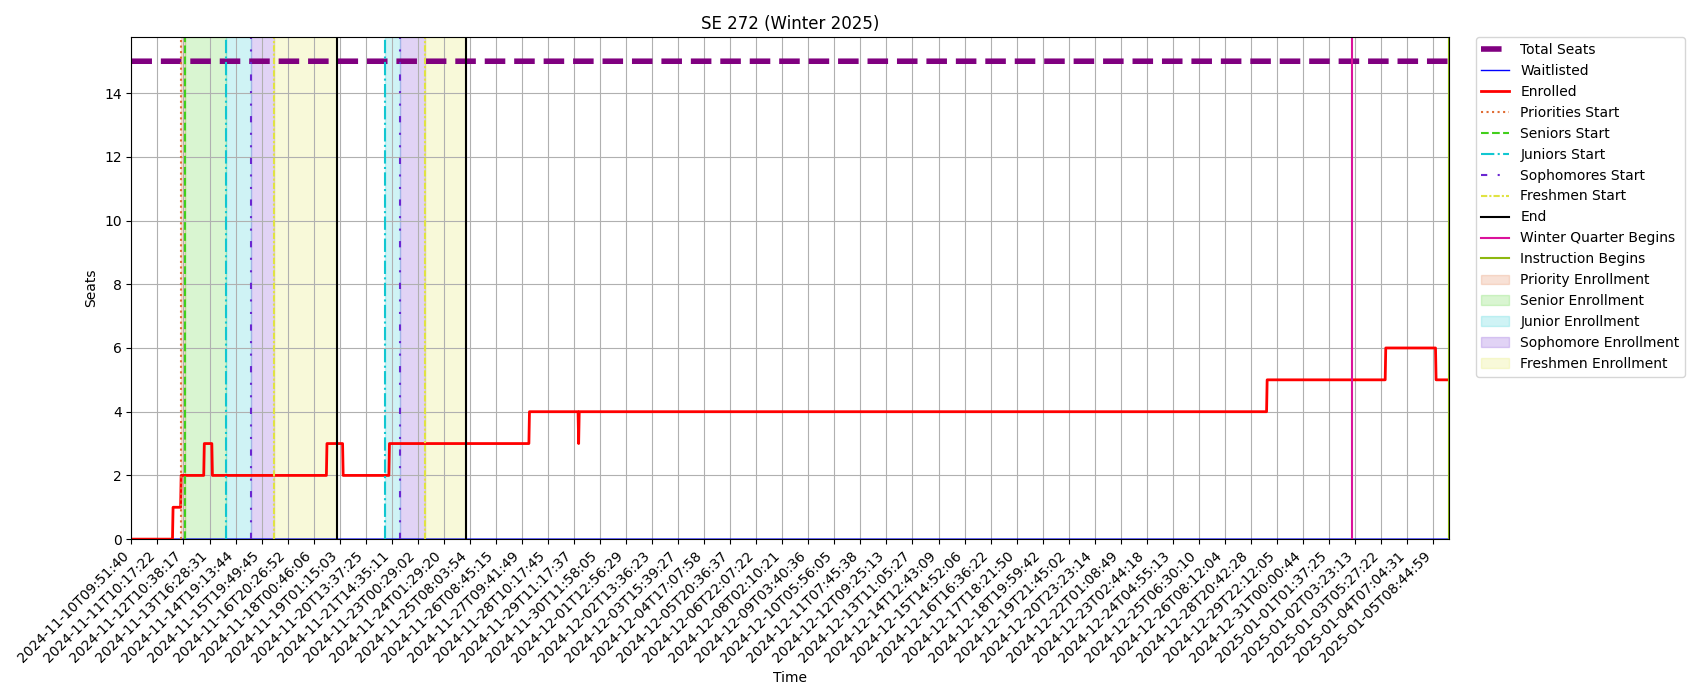 SE 272 (Winter 2025)
Seats
14
12
10
8
6
4
2
0
2024-11-10T09:51:40
2024-11-11T10:17:22
2024-11-12T10:38:17
2024-11-13T16:28:31
2024-11-14T19:13:44
2024-11-15T19:49:45
2024-11-16T20:26:52
2024-11-18T00:46:06
2024-11-19T01:15:03
2024-11-20T13:37:25
2024-11-21T14:35:11
2024-11-23T00:29:02
2024-11-24T01:29:20
2024-11-25T08:03:54
2024-11-26T08:45:15
2024-11-27T09:41:49
2024-11-28T10:17:45
2024-11-29T11:17:37
2024-11-30T11:58:05
2024-12-01T12:56:29
2024-12-02T13:36:23
2024-12-03T15:39:27
2024-12-04T17:07:58
2024-12-05T20:36:37
2024-12-06T22:07:22
2024-12-08T02:10:21
2024-12-09T03:40:36
2024-12-10T05:56:05
2024-12-11T07:45:38
2024-12-12T09:25:13
2024-12-13T11:05:27
2024-12-14T12:43:09
2024-12-15T14:52:06
2024-12-16T16:36:22
2024-12-17T18:21:50
2024-12-18T19:59:42
2024-12-19T21:45:02
2024-12-20T23:23:14
2024-12-22T01:08:49
2024-12-23T02:44:18
2024-12-24T04:55:13
2024-12-25T06:30:10
2024-12-26T08:12:04
2024-12-28T20:42:28
2024-12-29T22:12:05
2024-12-31T00:00:44
2025-01-01T01:37:25
2025-01-02T03:23:13
2025-01-03T05:27:22
2025-01-04T07:04:31
2025-01-05T08:44:59
Time
Total Seats
Waitlisted
Enrolled
Priorities Start
Seniors Start
Juniors Start
Sophomores Start
Freshmen Start
End
Winter Quarter Begins
Instruction Begins
Priority Enrollment
Senior Enrollment
Junior Enrollment
Sophomore Enrollment
Freshmen Enrollment